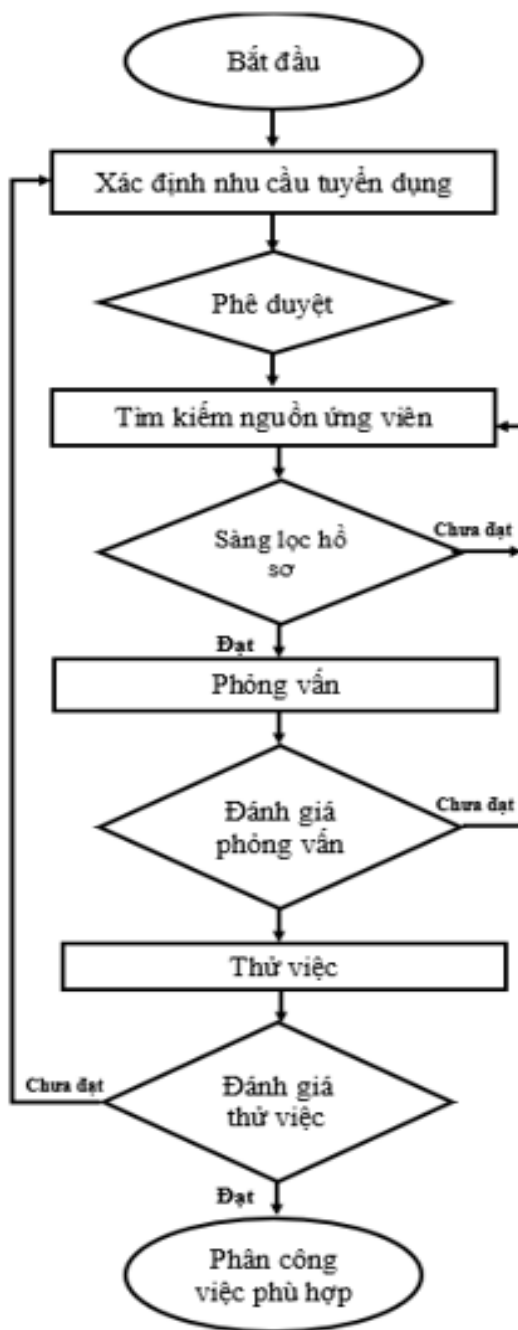 Bắt đầu
Xác định nhu cầu tuyển dụng
Phê duyệt
Tìm kiếm nguồn ứng viên
Sàng lọc hồ
sơ
Chưa đạt
Đạt
Phỏng vấn
Đánh giá
phỏng vấn
Chưa đạt
Thử việc
Chưa đạt
Đánh giá
thử việc
Đạt
Phân công
việc phù hợp